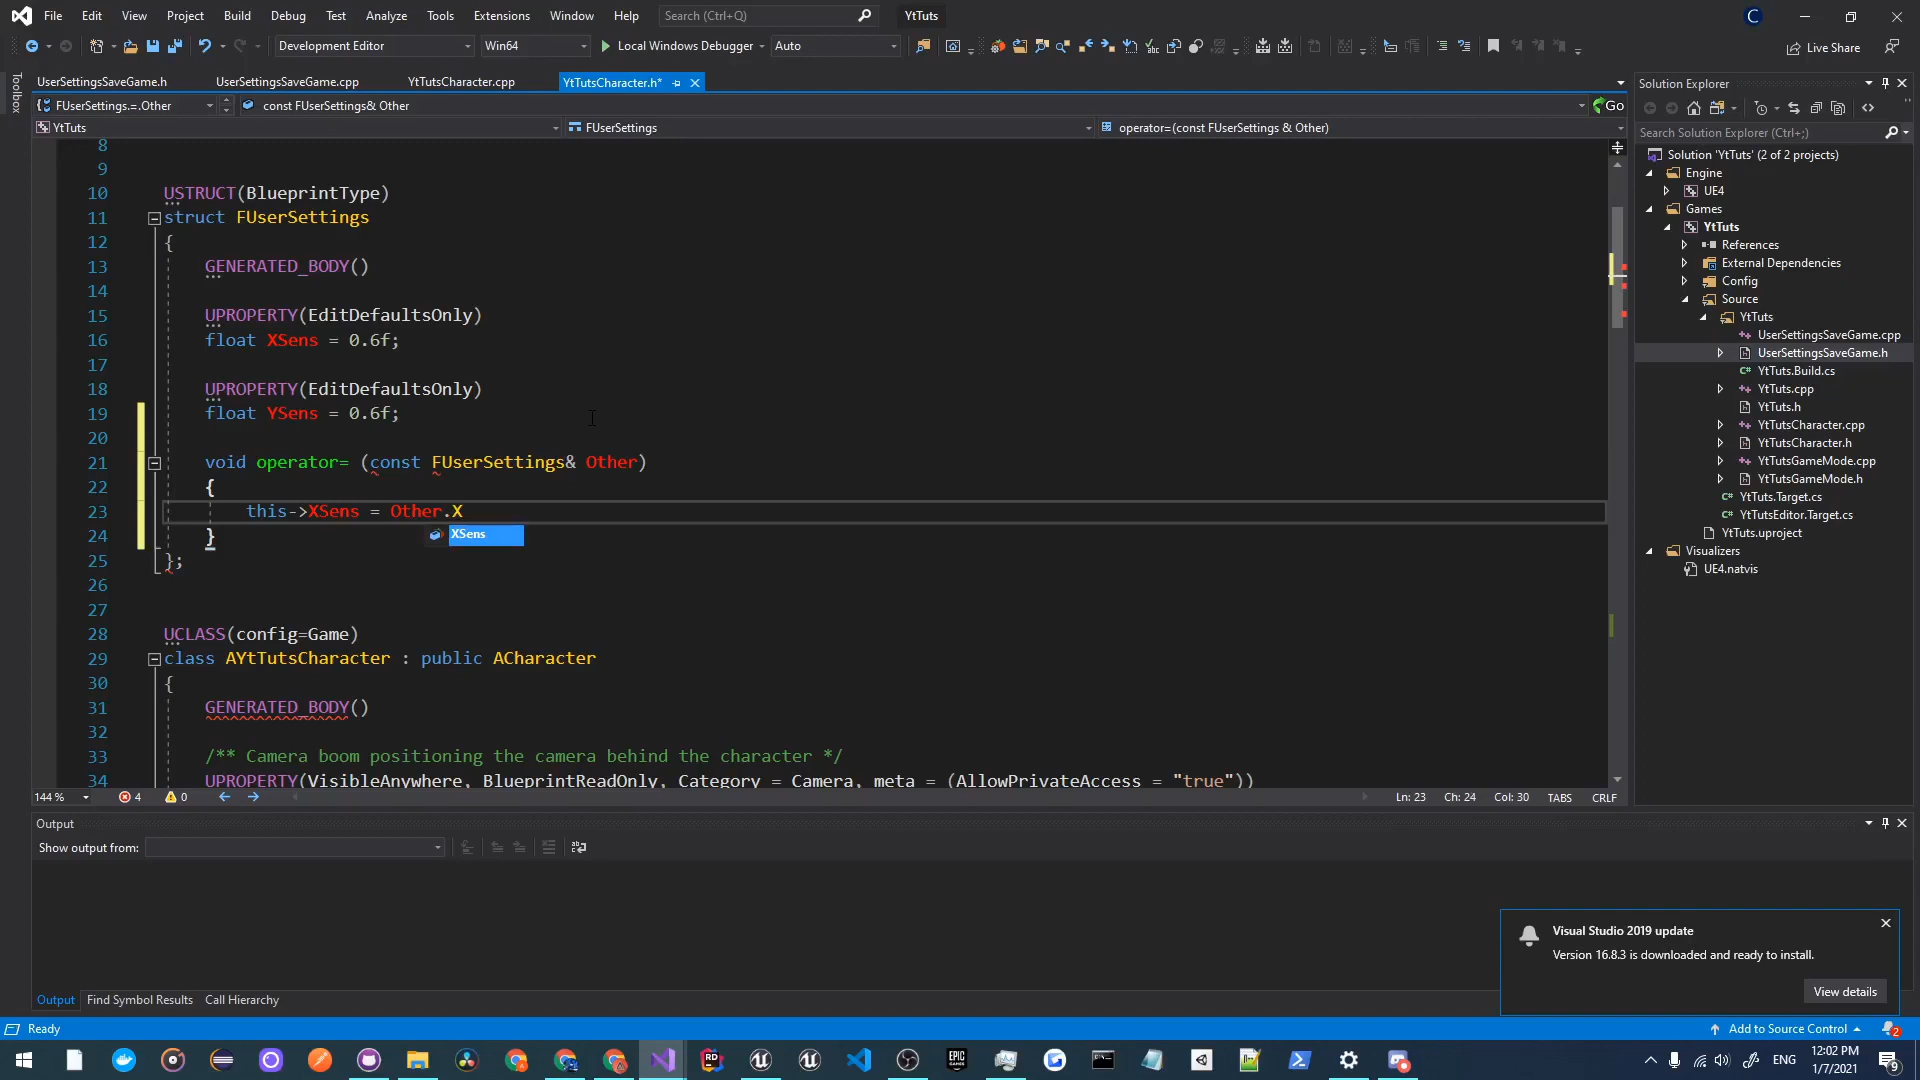 File Edit View Project Build Debug Test Analyze Tools Extensions Window Help Search (Ctrl+Q) YtTuts
C
Development Editor Win64 Local Windows Debugger Auto Live Share
UserSettingsSaveGame.h UserSettingsSaveGame.cpp YtTutsCharacter.cpp YtTutsCharacter.h*
FUserSettings.=.Other const FUserSettings& Other Go
YtTuts FUserSettings operator=(const FUserSettings & Other)
Toolbox
8
9
10 USTRUCT(BlueprintType)
11 struct FUserSettings
12 {
13 GENERATED_BODY()
14
15 UPROPERTY(EditDefaultsOnly)
16 float XSens = 0.6f;
17
18 UPROPERTY(EditDefaultsOnly)
19 float YSens = 0.6f;
20
21 void operator= (const FUserSettings& Other)
22 {
23 this->XSens = Other.X
XSens
24 }
25 };
26
27
28 UCLASS(config=Game)
29 class AYtTutsCharacter : public ACharacter
30 {
31 GENERATED_BODY()
32
33 /** Camera boom positioning the camera behind the character */
34 UPROPERTY(VisibleAnywhere, BlueprintReadOnly, Category = Camera, meta = (AllowPrivateAccess = "true"))
144 % 4 0 Ln: 23 Ch: 24 Col: 30 TABS CRLF
Solution Explorer
Search Solution Explorer (Ctrl+;)
Solution 'YtTuts' (2 of 2 projects)
Engine
UE4
Games
YtTuts
References
External Dependencies
Config
Source
YtTuts
UserSettingsSaveGame.cpp
UserSettingsSaveGame.h
YtTuts.Build.cs
YtTuts.cpp
YtTuts.h
YtTutsCharacter.cpp
YtTutsCharacter.h
YtTutsGameMode.cpp
YtTutsGameMode.h
YtTuts.Target.cs
YtTutsEditor.Target.cs
YtTuts.uproject
Visualizers
UE4.natvis
Output
Show output from:
Visual Studio 2019 update
Version 16.8.3 is downloaded and ready to install.
View details
Output Find Symbol Results Call Hierarchy
Ready Add to Source Control 2
RD EPIC GAMES ENG 12:02 PM
1/7/2021 9